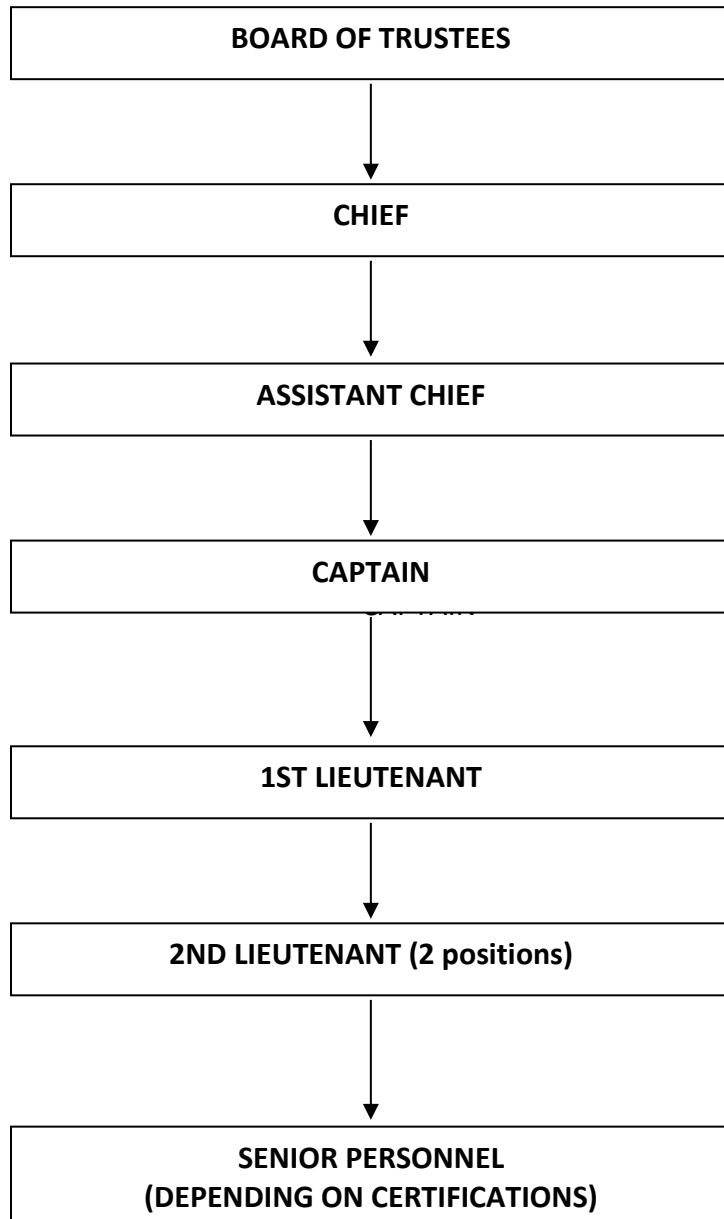 BOARD OF TRUSTEES
CHIEF
ASSISTANT CHIEF
CAPTAIN
1ST LIEUTENANT
2ND LIEUTENANT (2 positions)
SENIOR PERSONNEL
(DEPENDING ON CERTIFICATIONS)